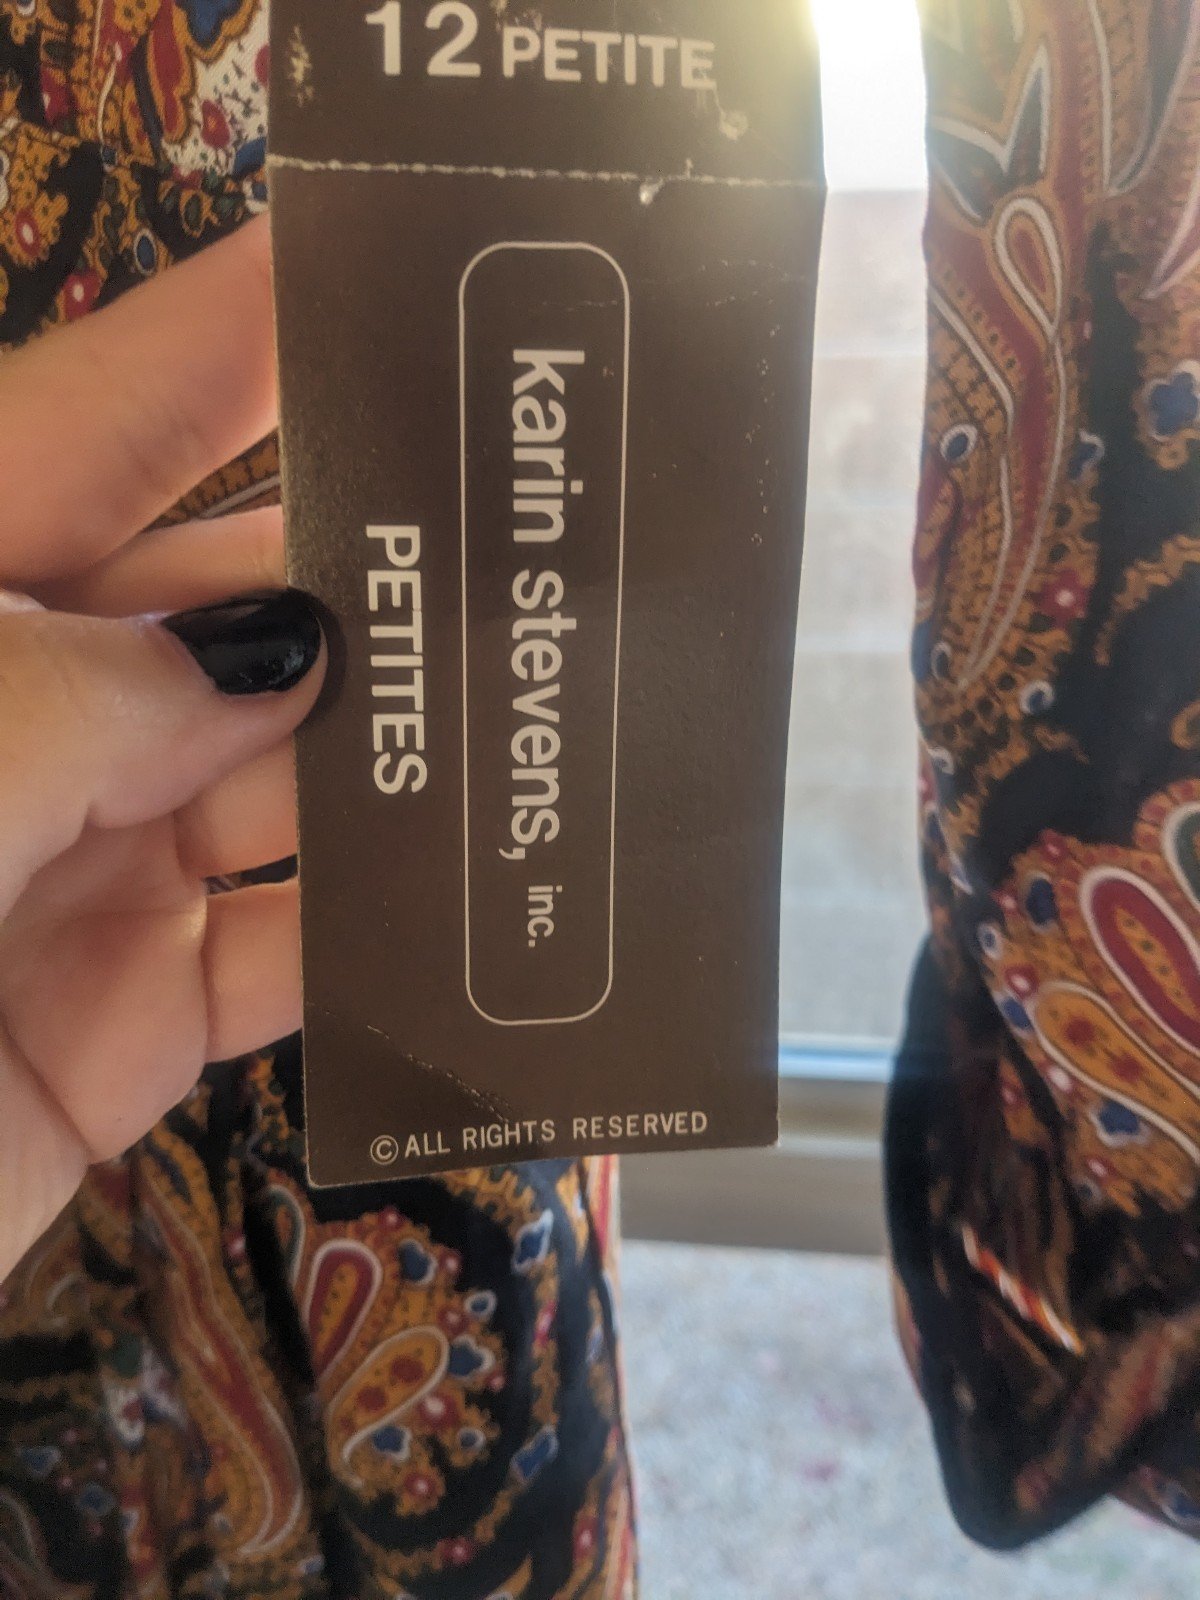 12 PETITE
karin stevens, inc.
PETITES
© ALL RIGHTS RESERVED